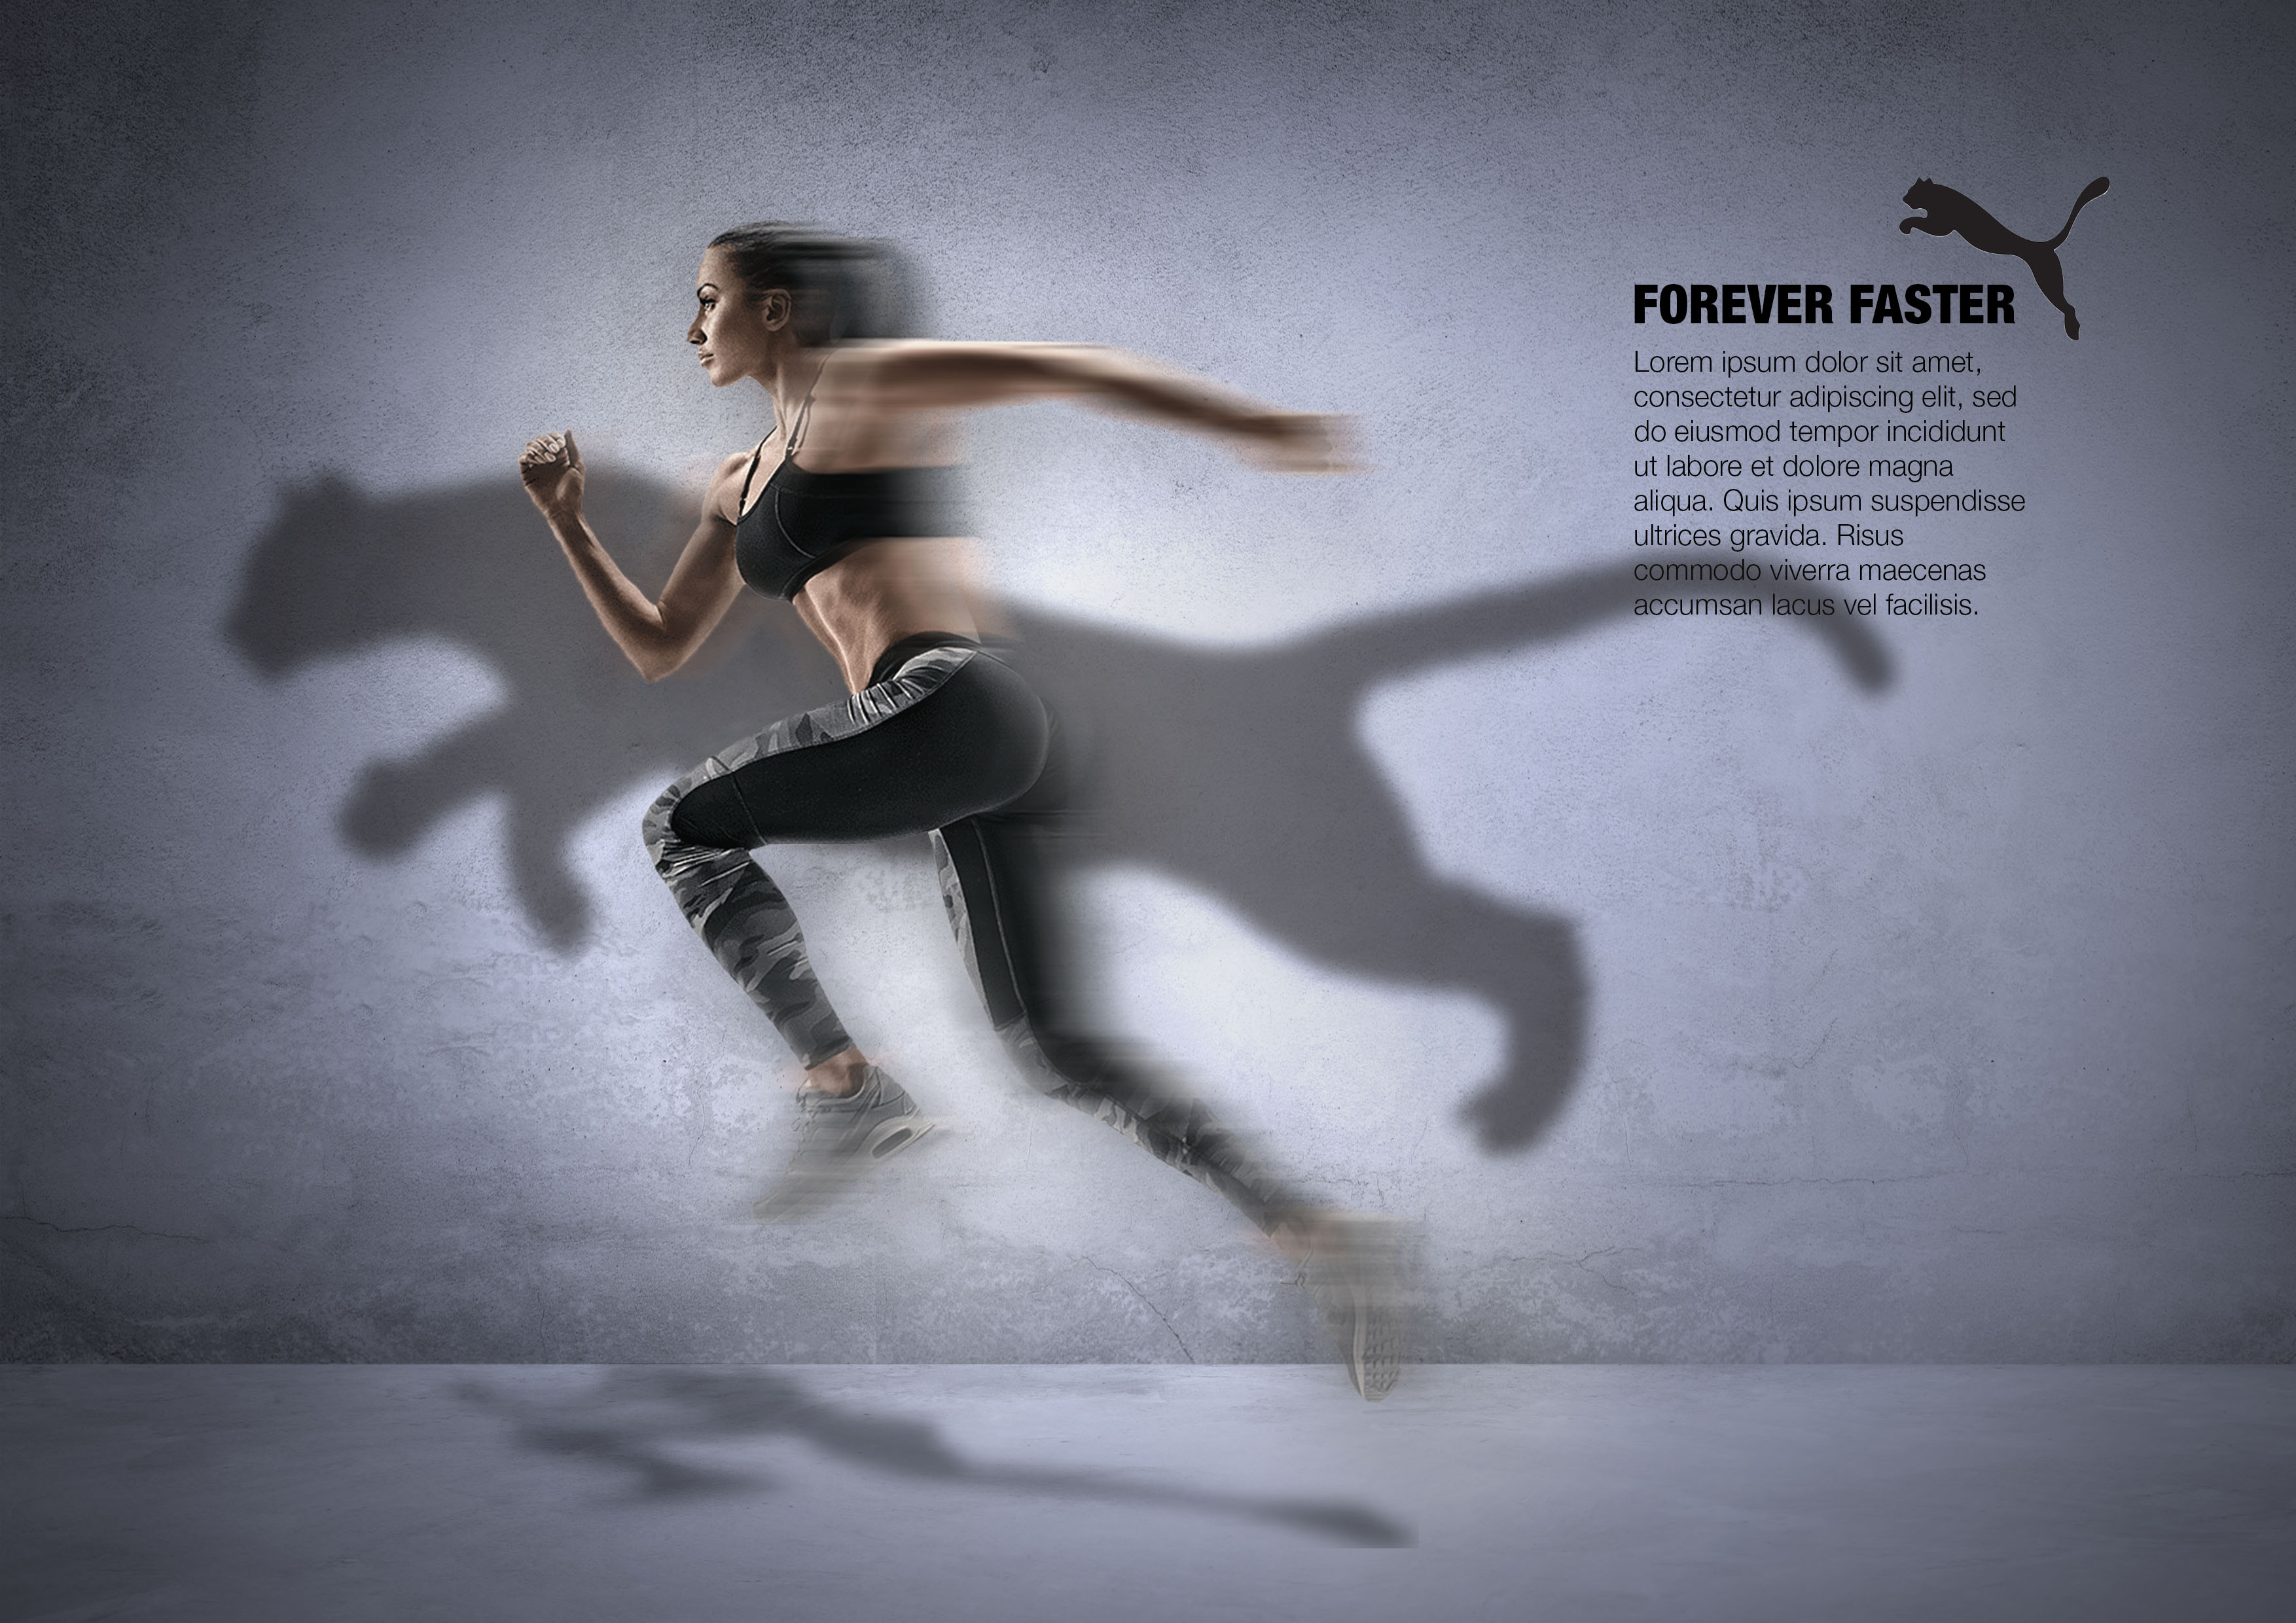 FOREVER FASTER
Lorem ipsum dolor sit amet,
consectetur adipiscing elit, sed
do eiusmod tempor incididunt
ut labore et dolore magna
aliqua. Quis ipsum suspendisse
ultrices gravida. Risus
commodo viverra maecenas
accumsan lacus vel facilisis.